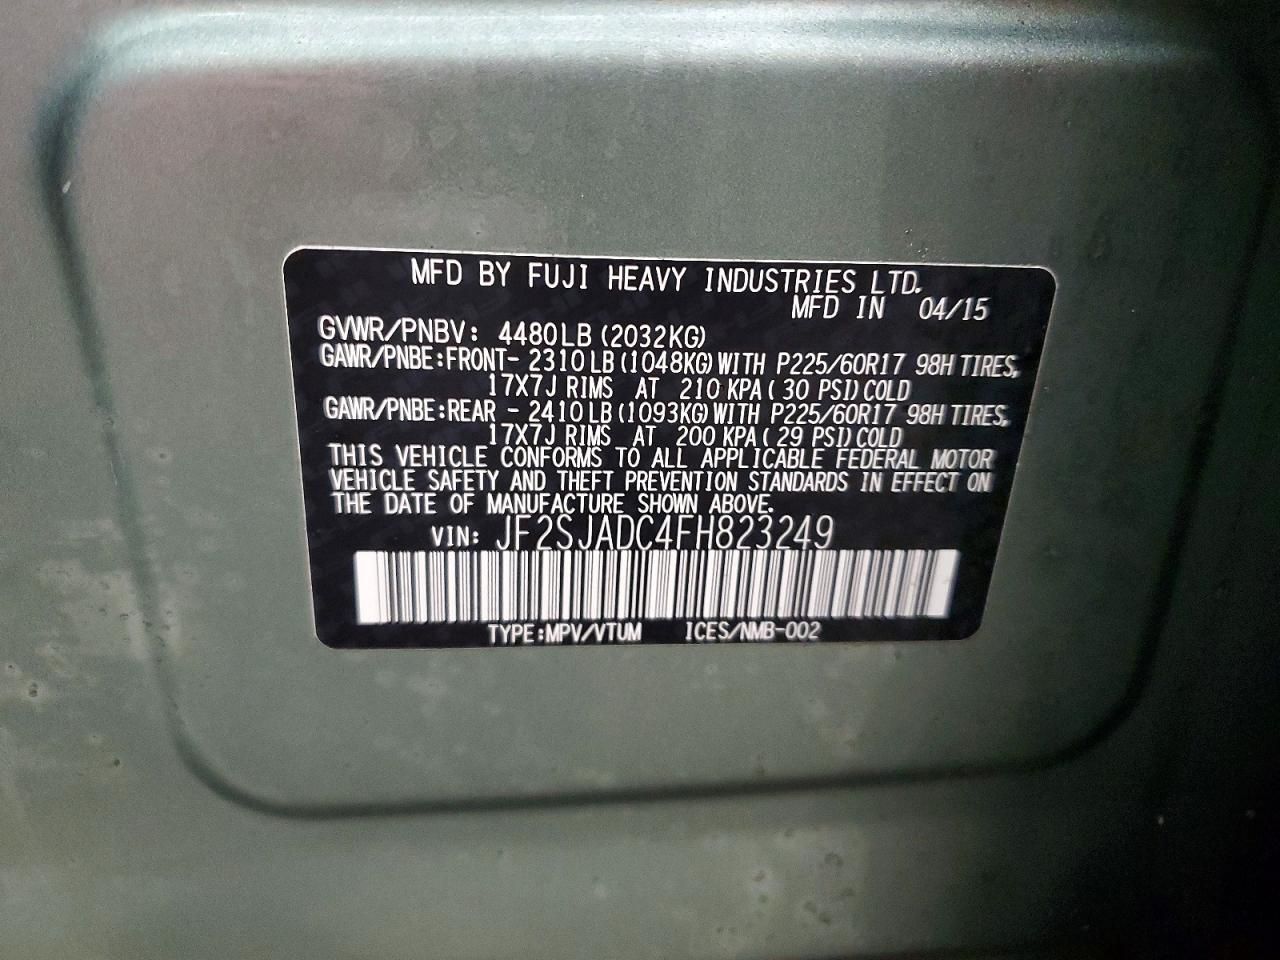 MFD BY FUJI HEAVY INDUSTRIES LTD.
MFD IN 04/15
GVWR/PNBV: 4480LB (2032KG)
GAWR/PNBE:FRONT- 2310LB (1048KG) WITH P225/60R17 98H TIRES,
17X7J RIMS AT 210 KPA( 30 PSI) COLD
GAWR/PNBE:REAR - 2410LB (1093KG) WITH P225/60R17 98H TIRES,
17X7J RIMS AT 200 KPA( 29 PSI) COLD
THIS VEHICLE CONFORMS TO ALL APPLICABLE FEDERAL MOTOR
VEHICLE SAFETY AND THEFT PREVENTION STANDARDS IN EFFECT ON
THE DATE OF MANUFACTURE SHOWN ABOVE.
VIN: JF2SJADC4FH823249
TYPE:MPV/VTUM ICES/NMB-002